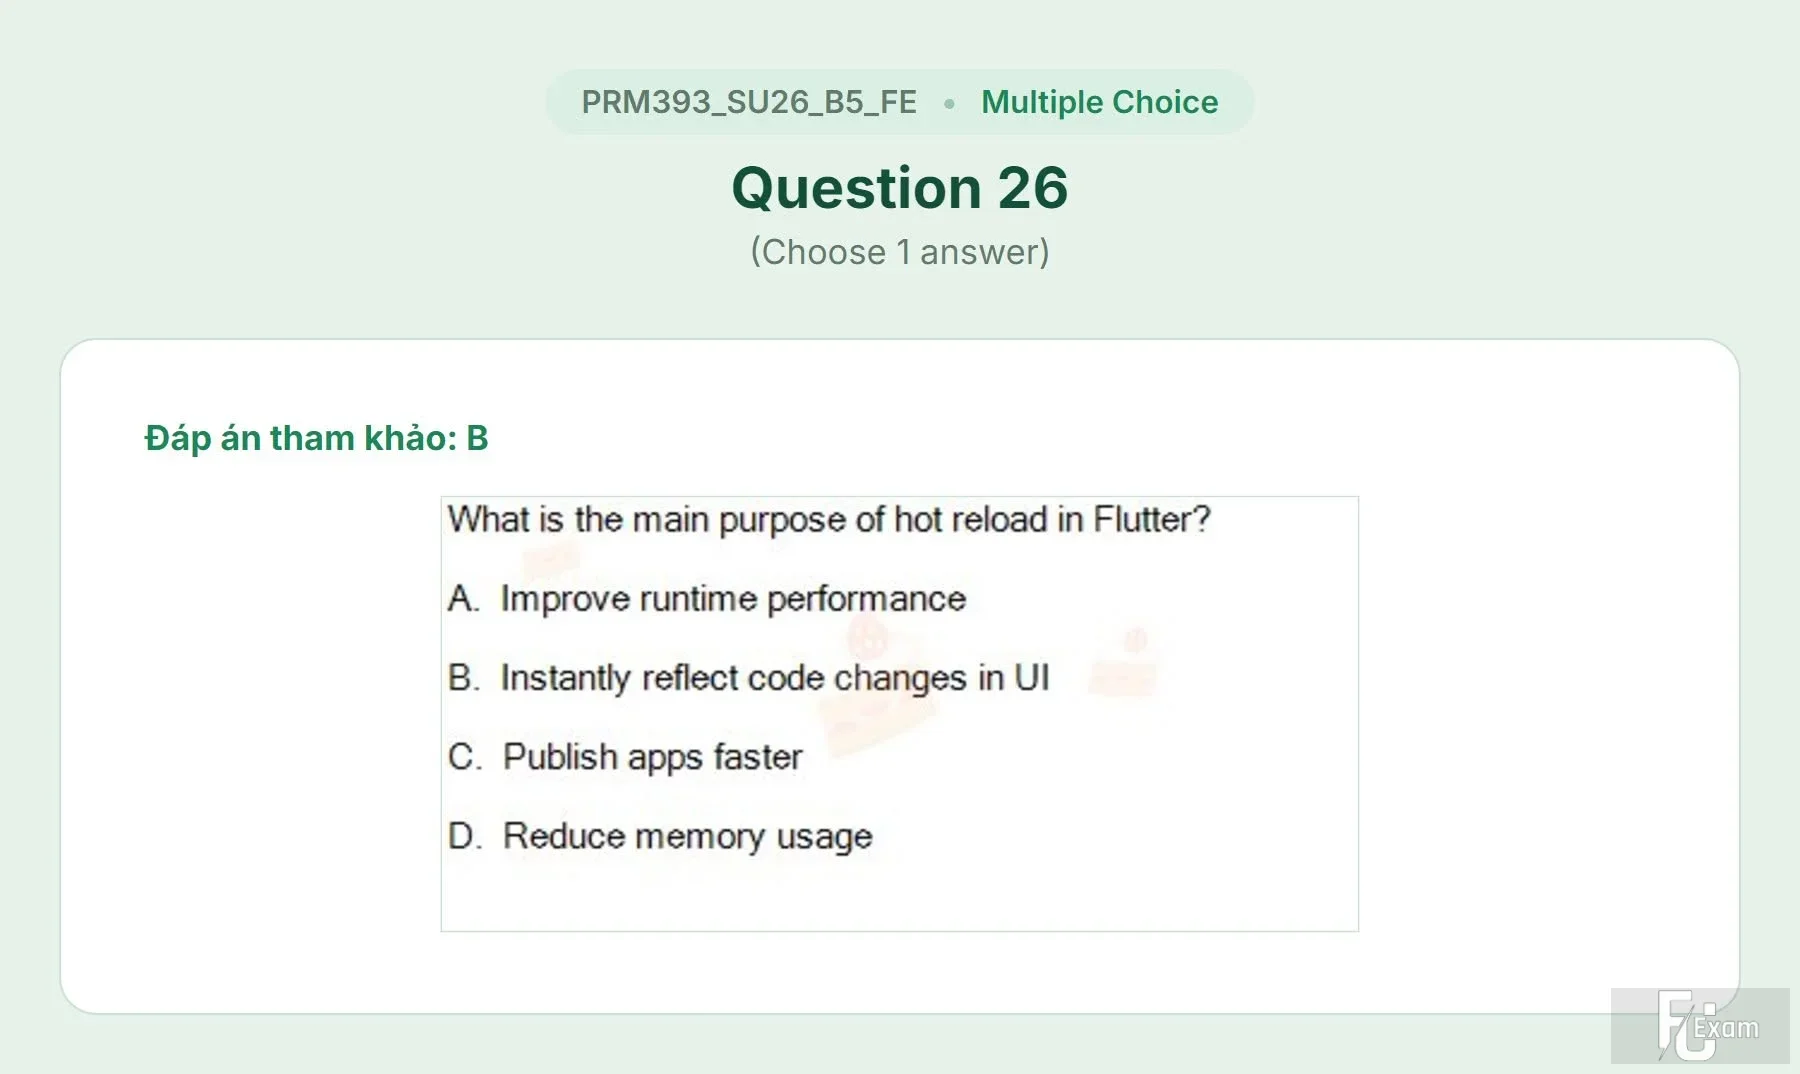 PRM393_SU26_B5_FE • Multiple Choice
Question 26
(Choose 1 answer)
Đáp án tham khảo: B
What is the main purpose of hot reload in Flutter?
A. Improve runtime performance
B. Instantly reflect code changes in UI
C. Publish apps faster
D. Reduce memory usage
FU Exam